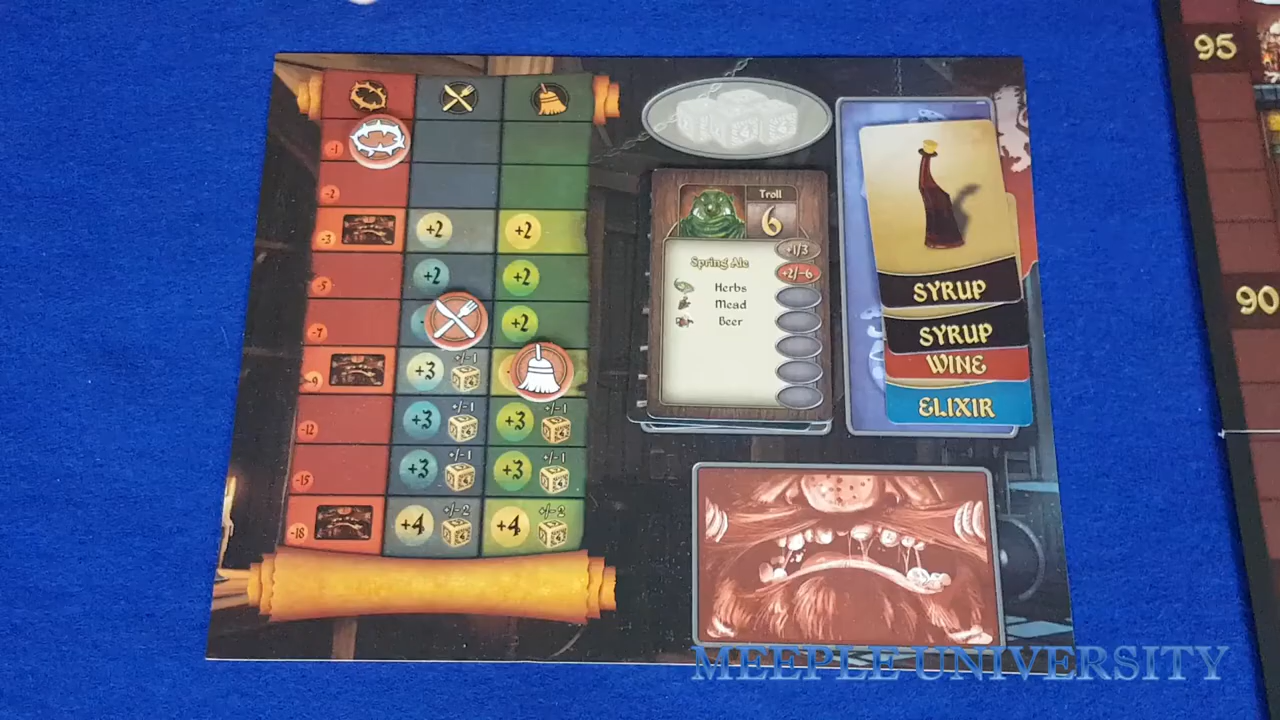 95
90
-1
-2
-3 +2 +2
-5 +2 +2
-7 +2
-9 +3 +/-1
-12 +3 +/-1 +3 +/-1
-15 +3 +/-1 +3 +/-1
-18 +4 +/-2 +4 +/-2
Troll
6
+1/3
+2/-6
Spring Ale
Herbs
Mead
Beer
SYRUP
SYRUP
WINE
ELIXIR
MEEPLE UNIVERSITY